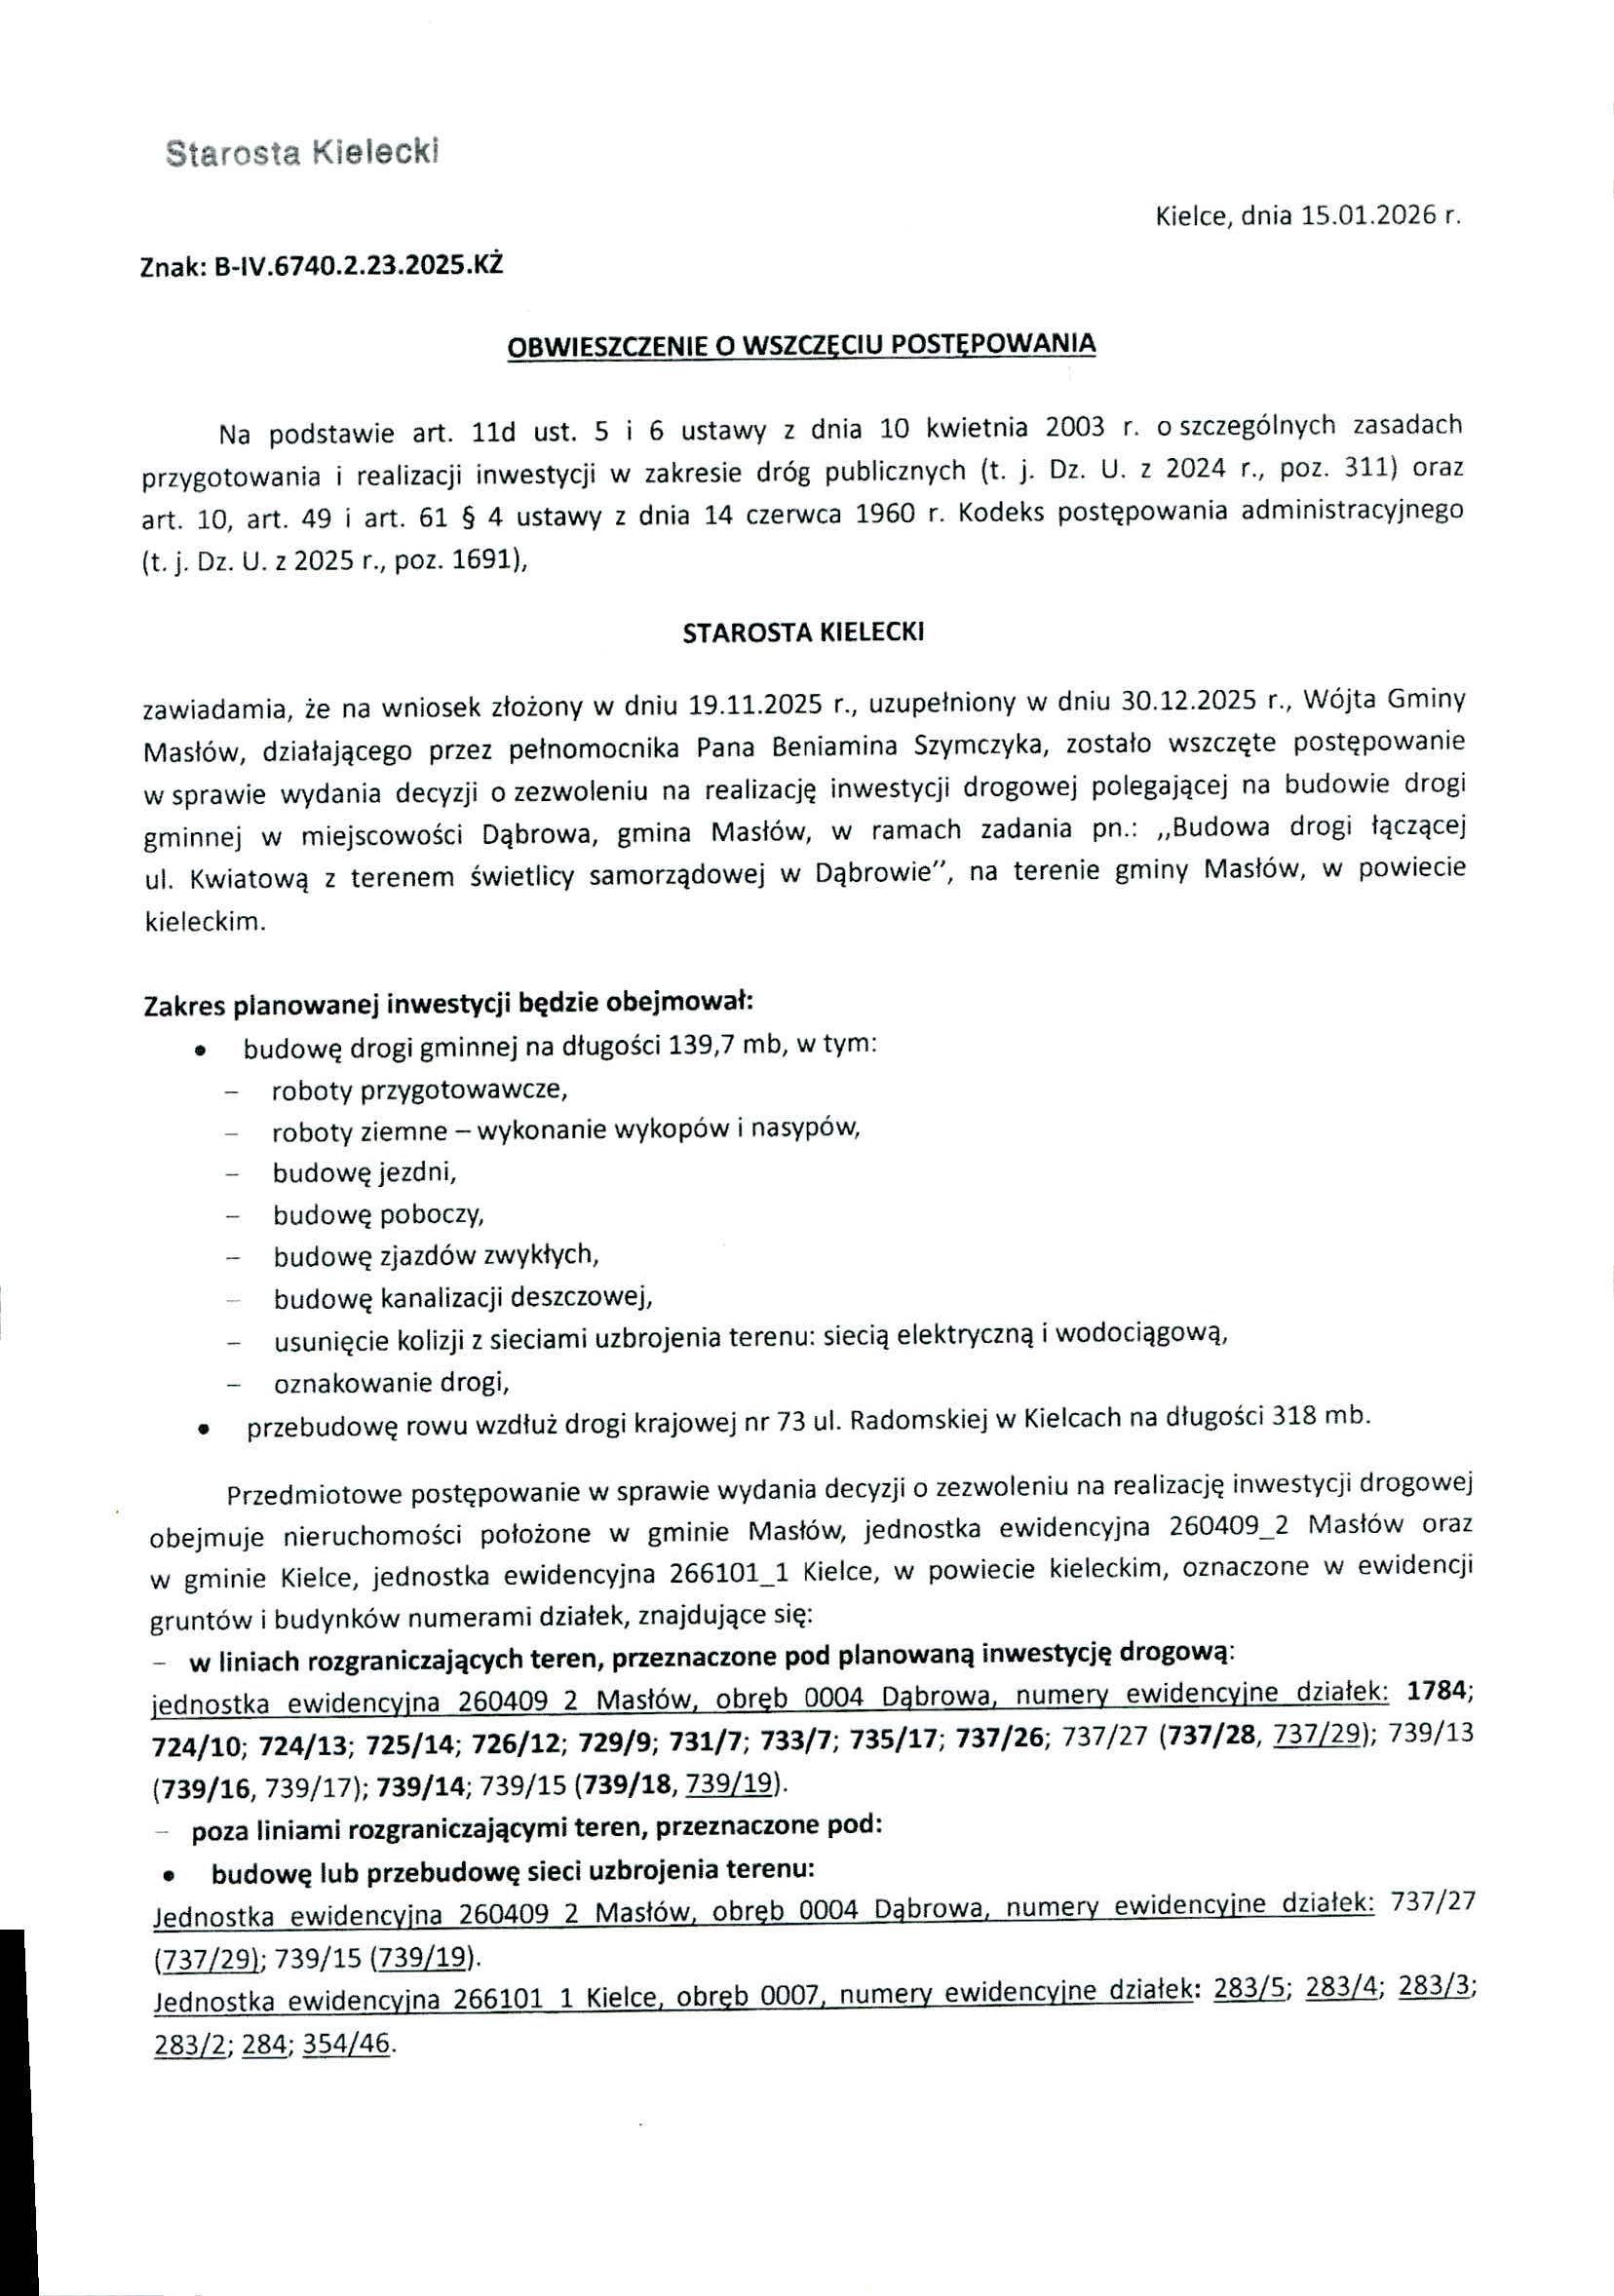 Starosta Kielecki
Kielce, dnia 15.01.2026 r.
Znak: B-IV.6740.2.23.2025.KŻ
OBWIESZCZENIE O WSZCZĘCIU POSTĘPOWANIA
Na podstawie art. 11d ust. 5 i 6 ustawy z dnia 10 kwietnia 2003 r. o szczególnych zasadach
przygotowania i realizacji inwestycji w zakresie dróg publicznych (t. j. Dz. U. z 2024 r., poz. 311) oraz
art. 10, art. 49 i art. 61 § 4 ustawy z dnia 14 czerwca 1960 r. Kodeks postępowania administracyjnego
(t. j. Dz. U. z 2025 r., poz. 1691),
STAROSTA KIELECKI
zawiadamia, że na wniosek złożony w dniu 19.11.2025 r., uzupełniony w dniu 30.12.2025 r., Wójta Gminy
Masłów, działającego przez pełnomocnika Pana Beniamina Szymczyka, zostało wszczęte postępowanie
w sprawie wydania decyzji o zezwoleniu na realizację inwestycji drogowej polegającej na budowie drogi
gminnej w miejscowości Dąbrowa, gmina Masłów, w ramach zadania pn.: „Budowa drogi łączącej
ul. Kwiatową z terenem świetlicy samorządowej w Dąbrowie”, na terenie gminy Masłów, w powiecie
kieleckim.
Zakres planowanej inwestycji będzie obejmował:
• budowę drogi gminnej na długości 139,7 mb, w tym:
– roboty przygotowawcze,
– roboty ziemne – wykonanie wykopów i nasypów,
– budowę jezdni,
– budowę poboczy,
– budowę zjazdów zwykłych,
– budowę kanalizacji deszczowej,
– usunięcie kolizji z sieciami uzbrojenia terenu: siecią elektryczną i wodociągową,
– oznakowanie drogi,
• przebudowę rowu wzdłuż drogi krajowej nr 73 ul. Radomskiej w Kielcach na długości 318 mb.
Przedmiotowe postępowanie w sprawie wydania decyzji o zezwoleniu na realizację inwestycji drogowej
obejmuje nieruchomości położone w gminie Masłów, jednostka ewidencyjna 260409_2 Masłów oraz
w gminie Kielce, jednostka ewidencyjna 266101_1 Kielce, w powiecie kieleckim, oznaczone w ewidencji
gruntów i budynków numerami działek, znajdujące się:
– w liniach rozgraniczających teren, przeznaczone pod planowaną inwestycję drogową:
jednostka ewidencyjna 260409_2 Masłów, obręb 0004 Dąbrowa, numery ewidencyjne działek: 1784;
724/10; 724/13; 725/14; 726/12; 729/9; 731/7; 733/7; 735/17; 737/26; 737/27 (737/28, 737/29); 739/13
(739/16, 739/17); 739/14; 739/15 (739/18, 739/19).
– poza liniami rozgraniczającymi teren, przeznaczone pod:
• budowę lub przebudowę sieci uzbrojenia terenu:
Jednostka ewidencyjna 260409_2 Masłów, obręb 0004 Dąbrowa, numery ewidencyjne działek: 737/27
(737/29); 739/15 (739/19).
Jednostka ewidencyjna 266101_1 Kielce, obręb 0007, numery ewidencyjne działek: 283/5; 283/4; 283/3;
283/2; 284; 354/46.